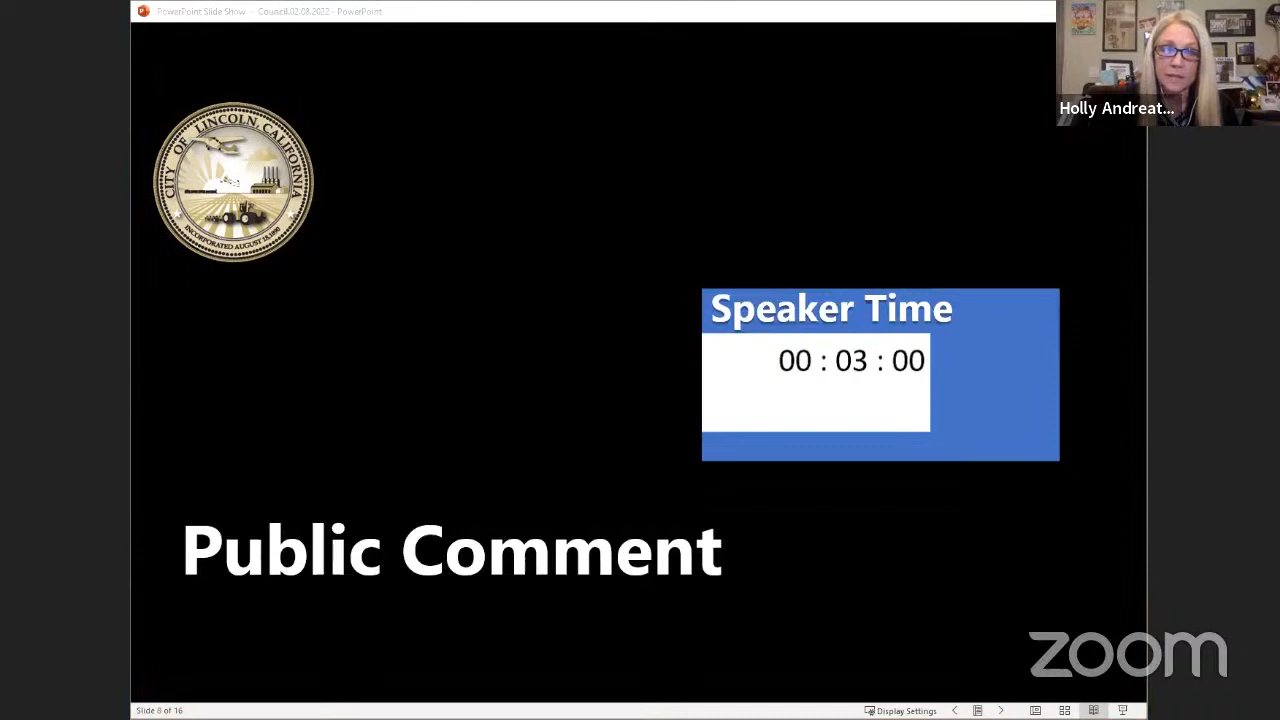 PowerPoint Slide Show - Council.02.08.2022 - PowerPoint
Holly Andreat...
CITY OF LINCOLN, CALIFORNIA
INCORPORATED AUGUST 18, 1890
Speaker Time
00 : 03 : 00
Public Comment
zoom
Slide 8 of 16
Display Settings